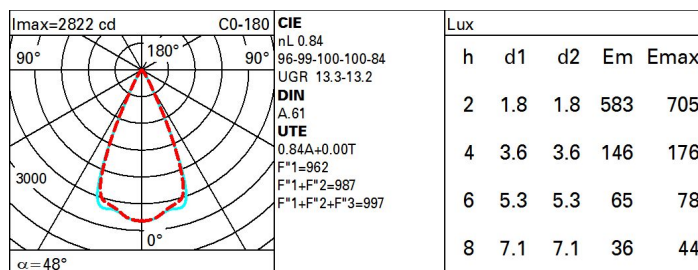 Imax=2822 cd C0-180
90° 180° 90°
3000
0°
α=48°
CIE
nL 0.84
96-99-100-100-84
UGR 13.3-13.2
DIN
A.61
UTE
0.84A+0.00T
F"1=962
F"1+F"2=987
F"1+F"2+F"3=997
Lux
h d1 d2 Em Emax
2 1.8 1.8 583 705
4 3.6 3.6 146 176
6 5.3 5.3 65 78
8 7.1 7.1 36 44